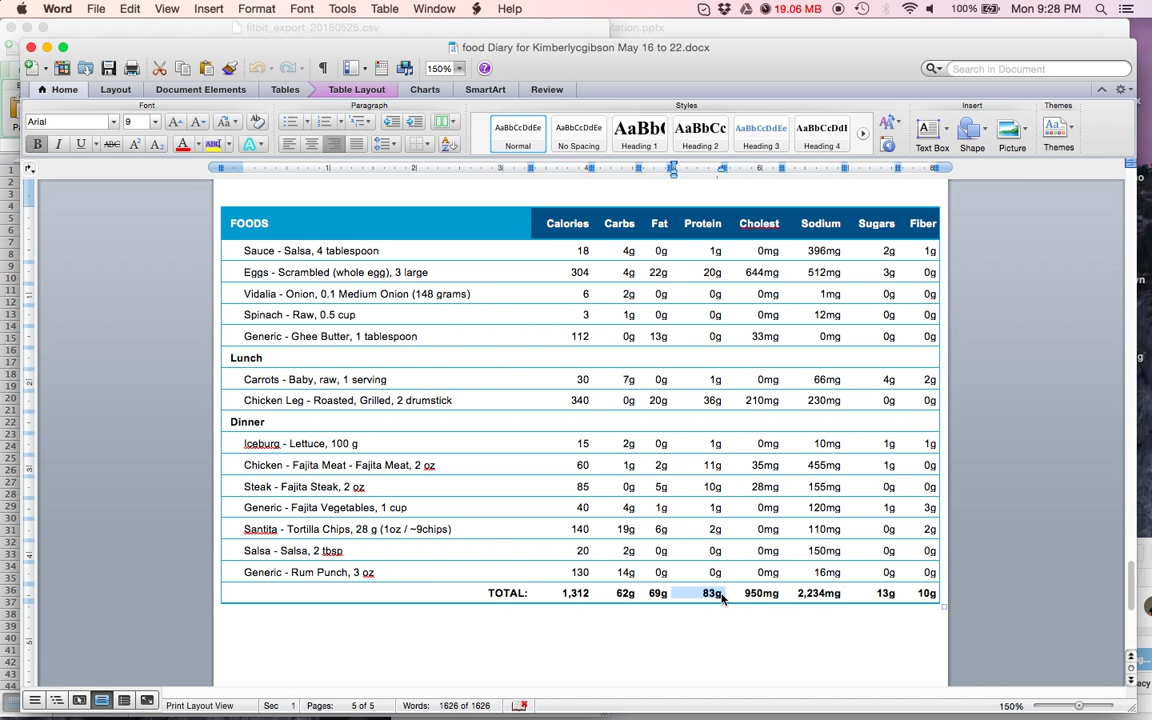 Word File Edit View Insert Format Font Tools Table Window Help 19.06 MB 100% Mon 9:28 PM
fitbit_export_20150525.csv tation.pptx
food Diary for Kimberlycgibson May 16 to 22.docx
150% Search in Document
Home Layout Document Elements Tables Table Layout Charts SmartArt Review
Font Paragraph Styles Insert Themes
Arial 9 AaBbCcDdEe AaBbCcDdEe AaBb( AaBbCc AaBbCcDdEe AaBbCcDdI
Normal No Spacing Heading 1 Heading 2 Heading 3 Heading 4 Text Box Shape Picture Themes
FOODS Calories Carbs Fat Protein Cholest Sodium Sugars Fiber
Sauce - Salsa, 4 tablespoon 18 4g 0g 1g 0mg 396mg 2g 1g
Eggs - Scrambled (whole egg), 3 large 304 4g 22g 20g 644mg 512mg 3g 0g
Vidalia - Onion, 0.1 Medium Onion (148 grams) 6 2g 0g 0g 0mg 1mg 0g 0g
Spinach - Raw, 0.5 cup 3 1g 0g 0g 0mg 12mg 0g 0g
Generic - Ghee Butter, 1 tablespoon 112 0g 13g 0g 33mg 0mg 0g 0g
Lunch
Carrots - Baby, raw, 1 serving 30 7g 0g 1g 0mg 66mg 4g 2g
Chicken Leg - Roasted, Grilled, 2 drumstick 340 0g 20g 36g 210mg 230mg 0g 0g
Dinner
Iceburg - Lettuce, 100 g 15 2g 0g 1g 0mg 10mg 1g 1g
Chicken - Fajita Meat - Fajita Meat, 2 oz 60 1g 2g 11g 35mg 455mg 1g 0g
Steak - Fajita Steak, 2 oz 85 0g 5g 10g 28mg 155mg 0g 0g
Generic - Fajita Vegetables, 1 cup 40 4g 1g 1g 0mg 120mg 1g 3g
Santita - Tortilla Chips, 28 g (1oz / ~9chips) 140 19g 6g 2g 0mg 110mg 0g 2g
Salsa - Salsa, 2 tbsp 20 2g 0g 0g 0mg 150mg 0g 0g
Generic - Rum Punch, 3 oz 130 14g 0g 0g 0mg 16mg 0g 0g
TOTAL: 1,312 62g 69g 83g 950mg 2,234mg 13g 10g
Print Layout View Sec 1 Pages: 5 of 5 Words: 1626 of 1626 150%